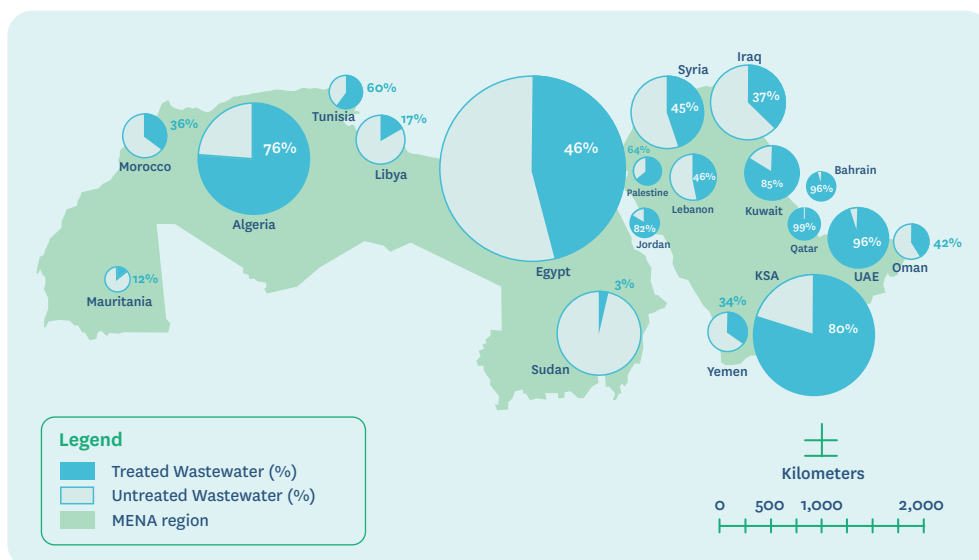 Iraq
Syria
37%
45%
60%
Tunisia
36%
17%
Morocco
76%
Libya
Algeria
46%
Egypt
64%
Palestine
46%
Lebanon
82%
Jordan
85%
Kuwait
Bahrain
96%
99%
Qatar
96%
UAE
42%
Oman
12%
Mauritania
3%
Sudan
KSA
80%
34%
Yemen
Legend
Treated Wastewater (%)
Untreated Wastewater (%)
MENA region
Kilometers
0 500 1,000 2,000